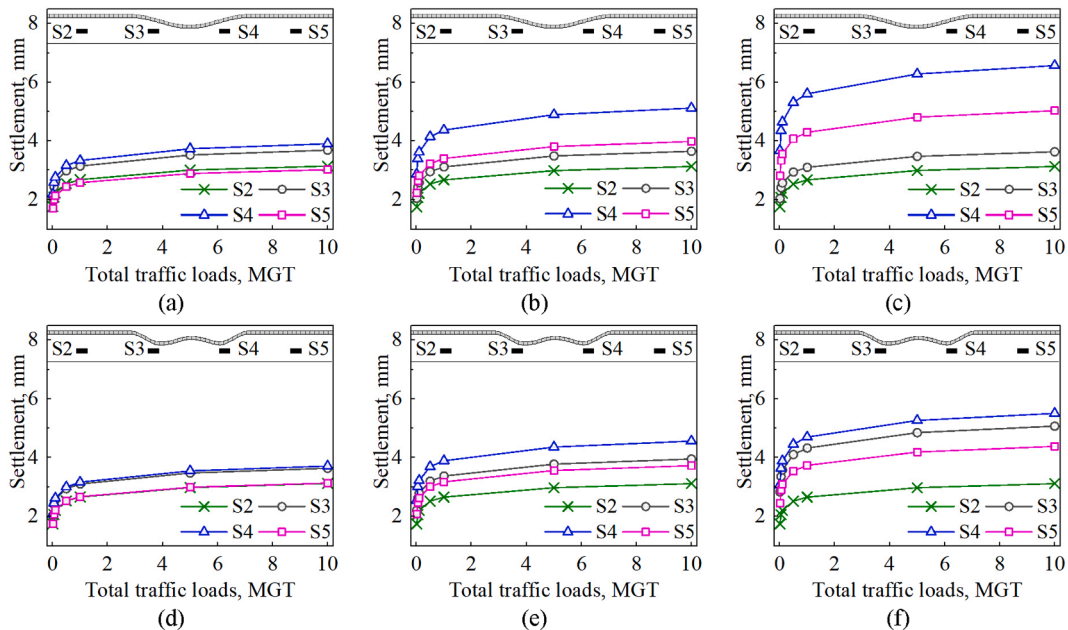 8
S2 S3 S4 S5
6
4
2
Settlement, mm
S2 S3
S4 S5
0 2 4 6 8 10
Total traffic loads, MGT
(a)
8
S2 S3 S4 S5
6
4
2
Settlement, mm
S2 S3
S4 S5
0 2 4 6 8 10
Total traffic loads, MGT
(b)
8
S2 S3 S4 S5
6
4
2
Settlement, mm
S2 S3
S4 S5
0 2 4 6 8 10
Total traffic loads, MGT
(c)
8
S2 S3 S4 S5
6
4
2
Settlement, mm
S2 S3
S4 S5
0 2 4 6 8 10
Total traffic loads, MGT
(d)
8
S2 S3 S4 S5
6
4
2
Settlement, mm
S2 S3
S4 S5
0 2 4 6 8 10
Total traffic loads, MGT
(e)
8
S2 S3 S4 S5
6
4
2
Settlement, mm
S2 S3
S4 S5
0 2 4 6 8 10
Total traffic loads, MGT
(f)